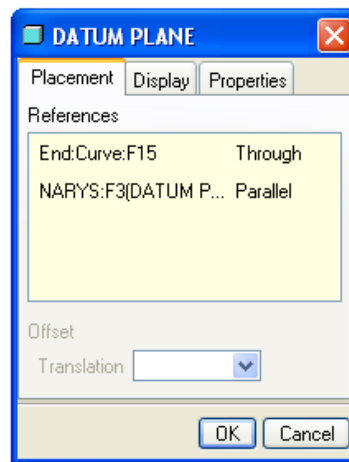 DATUM PLANE
Placement Display Properties
References
End:Curve:F15 Through
NARYS:F3(DATUM P... Parallel
Offset
Translation
OK Cancel